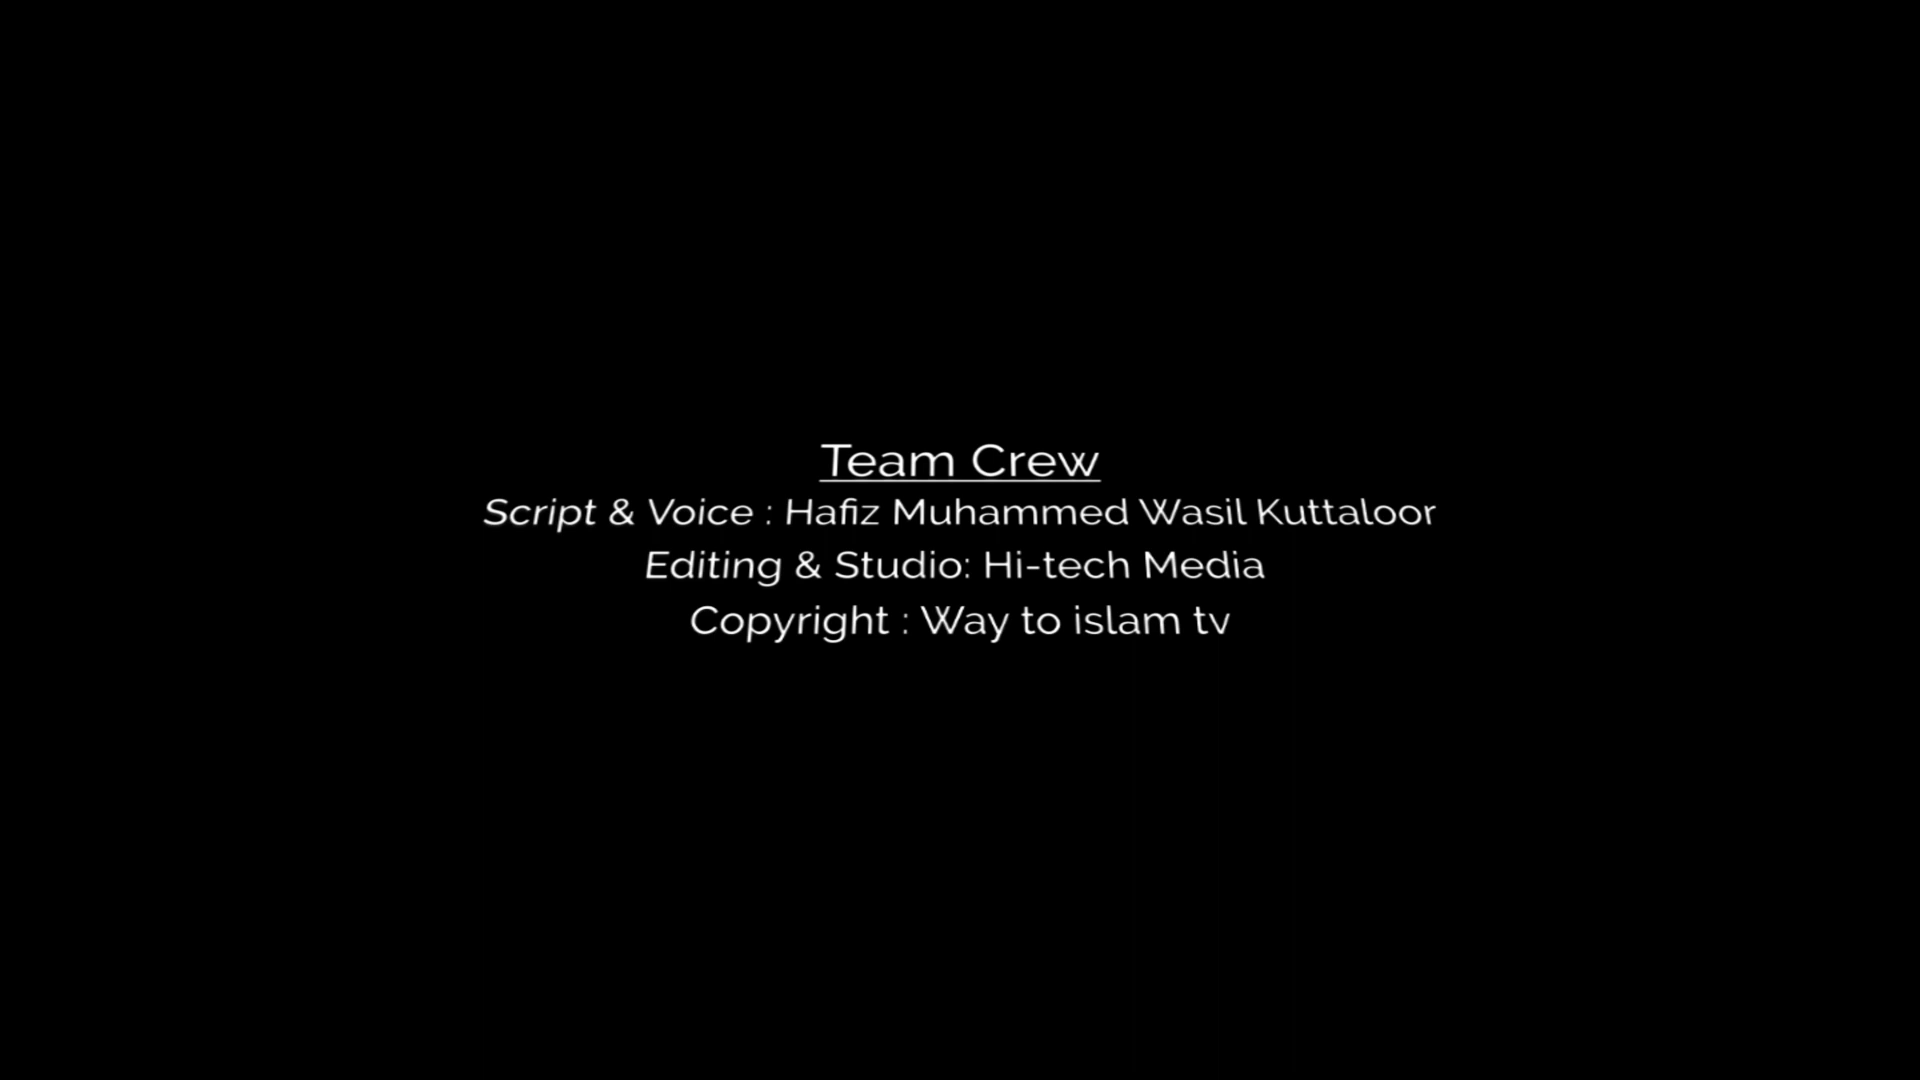 Team Crew
Script & Voice : Hafiz Muhammed Wasil Kuttaloor
Editing & Studio: Hi-tech Media
Copyright : Way to islam tv